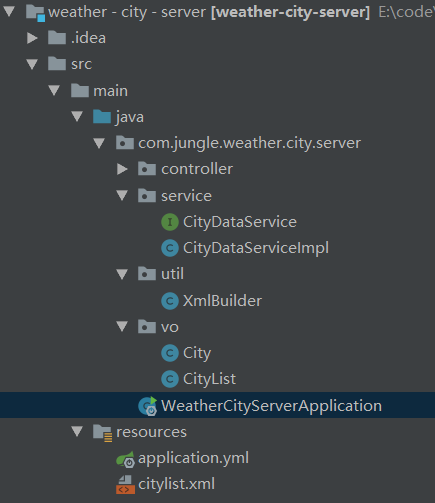 weather - city - server [weather-city-server] E:\code\
.idea
src
main
java
com.jungle.weather.city.server
controller
service
I CityDataService
C CityDataServiceImpl
util
C XmlBuilder
vo
C City
C CityList
WeatherCityServerApplication
resources
application.yml
citylist.xml